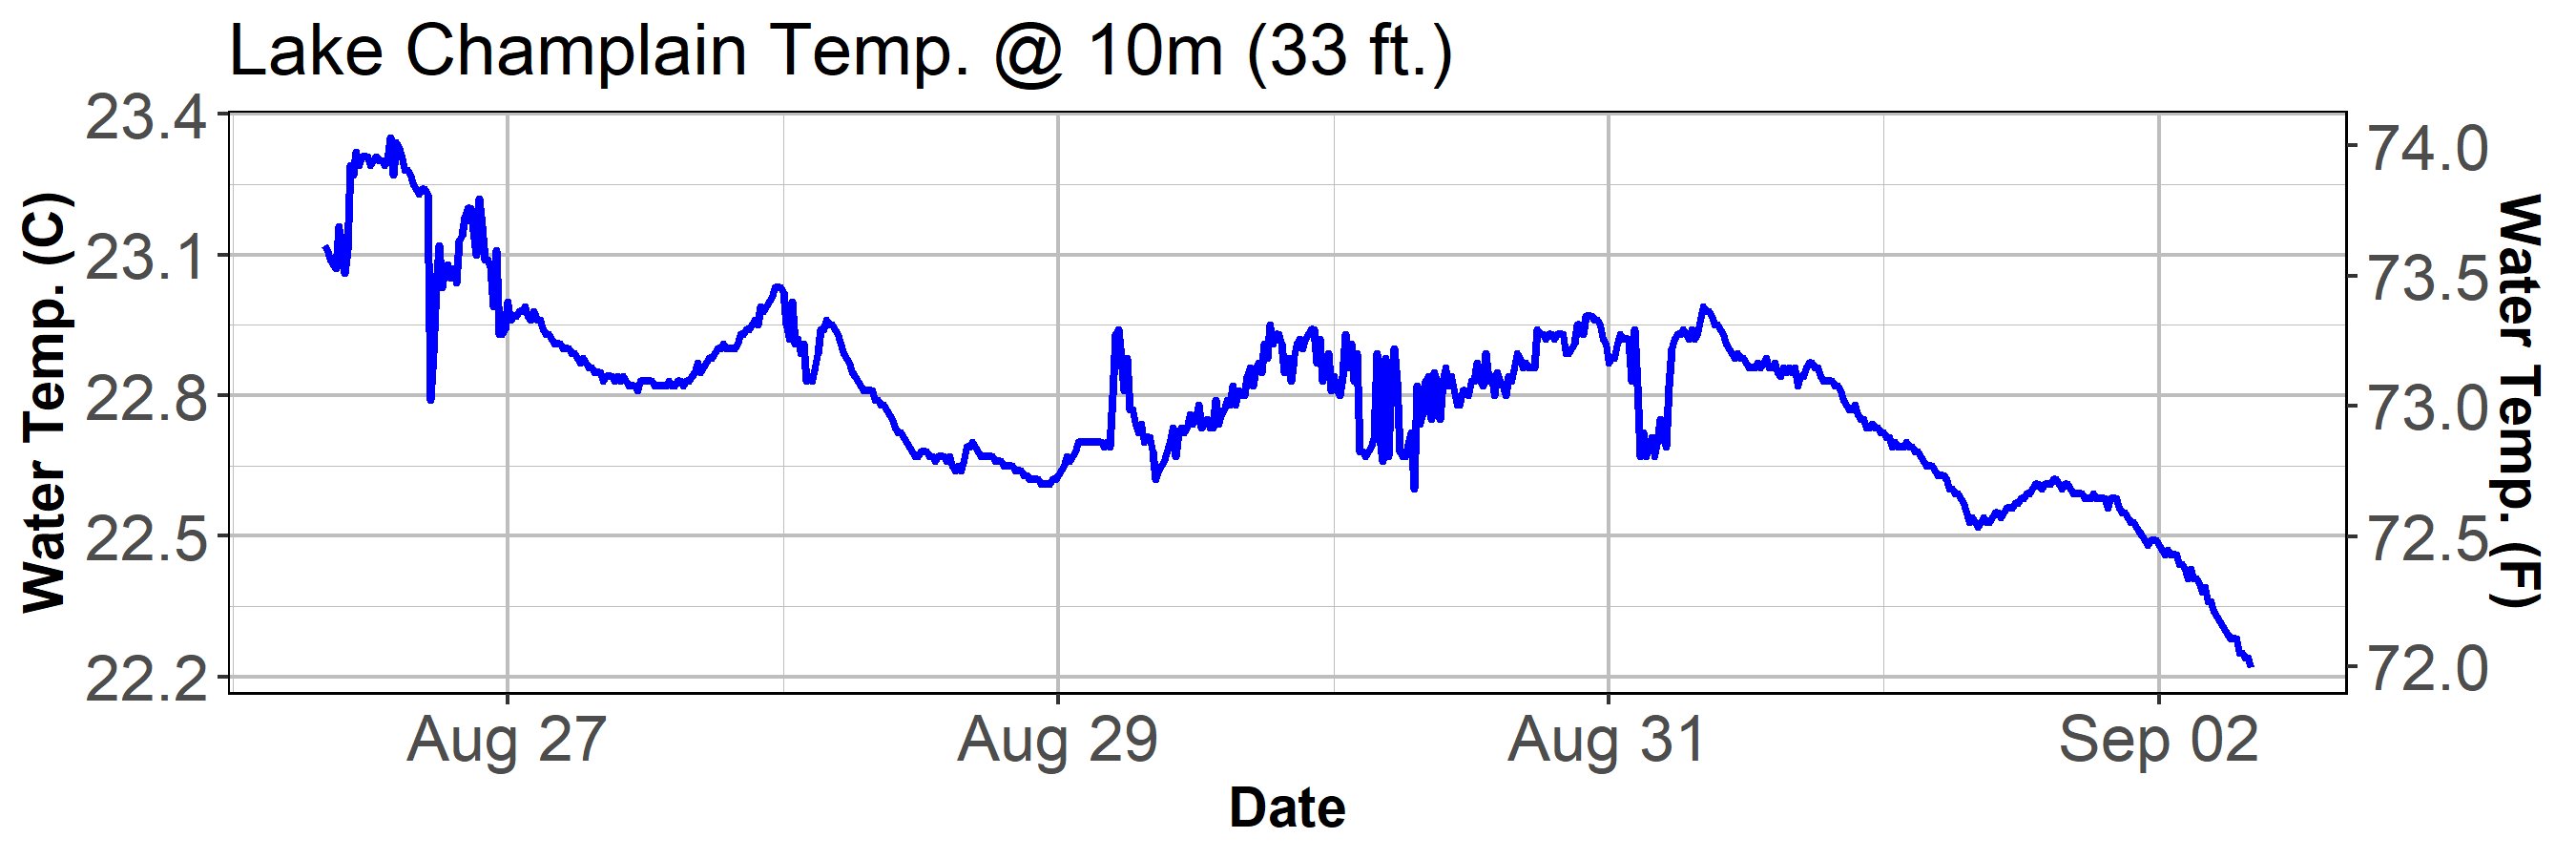 Lake Champlain Temp. @ 10m (33 ft.)
Water Temp. (C)
23.4
23.1
22.8
22.5
22.2
74.0
73.5
73.0
72.5
72.0
Water Temp. (F)
Aug 27
Aug 29
Aug 31
Sep 02
Date